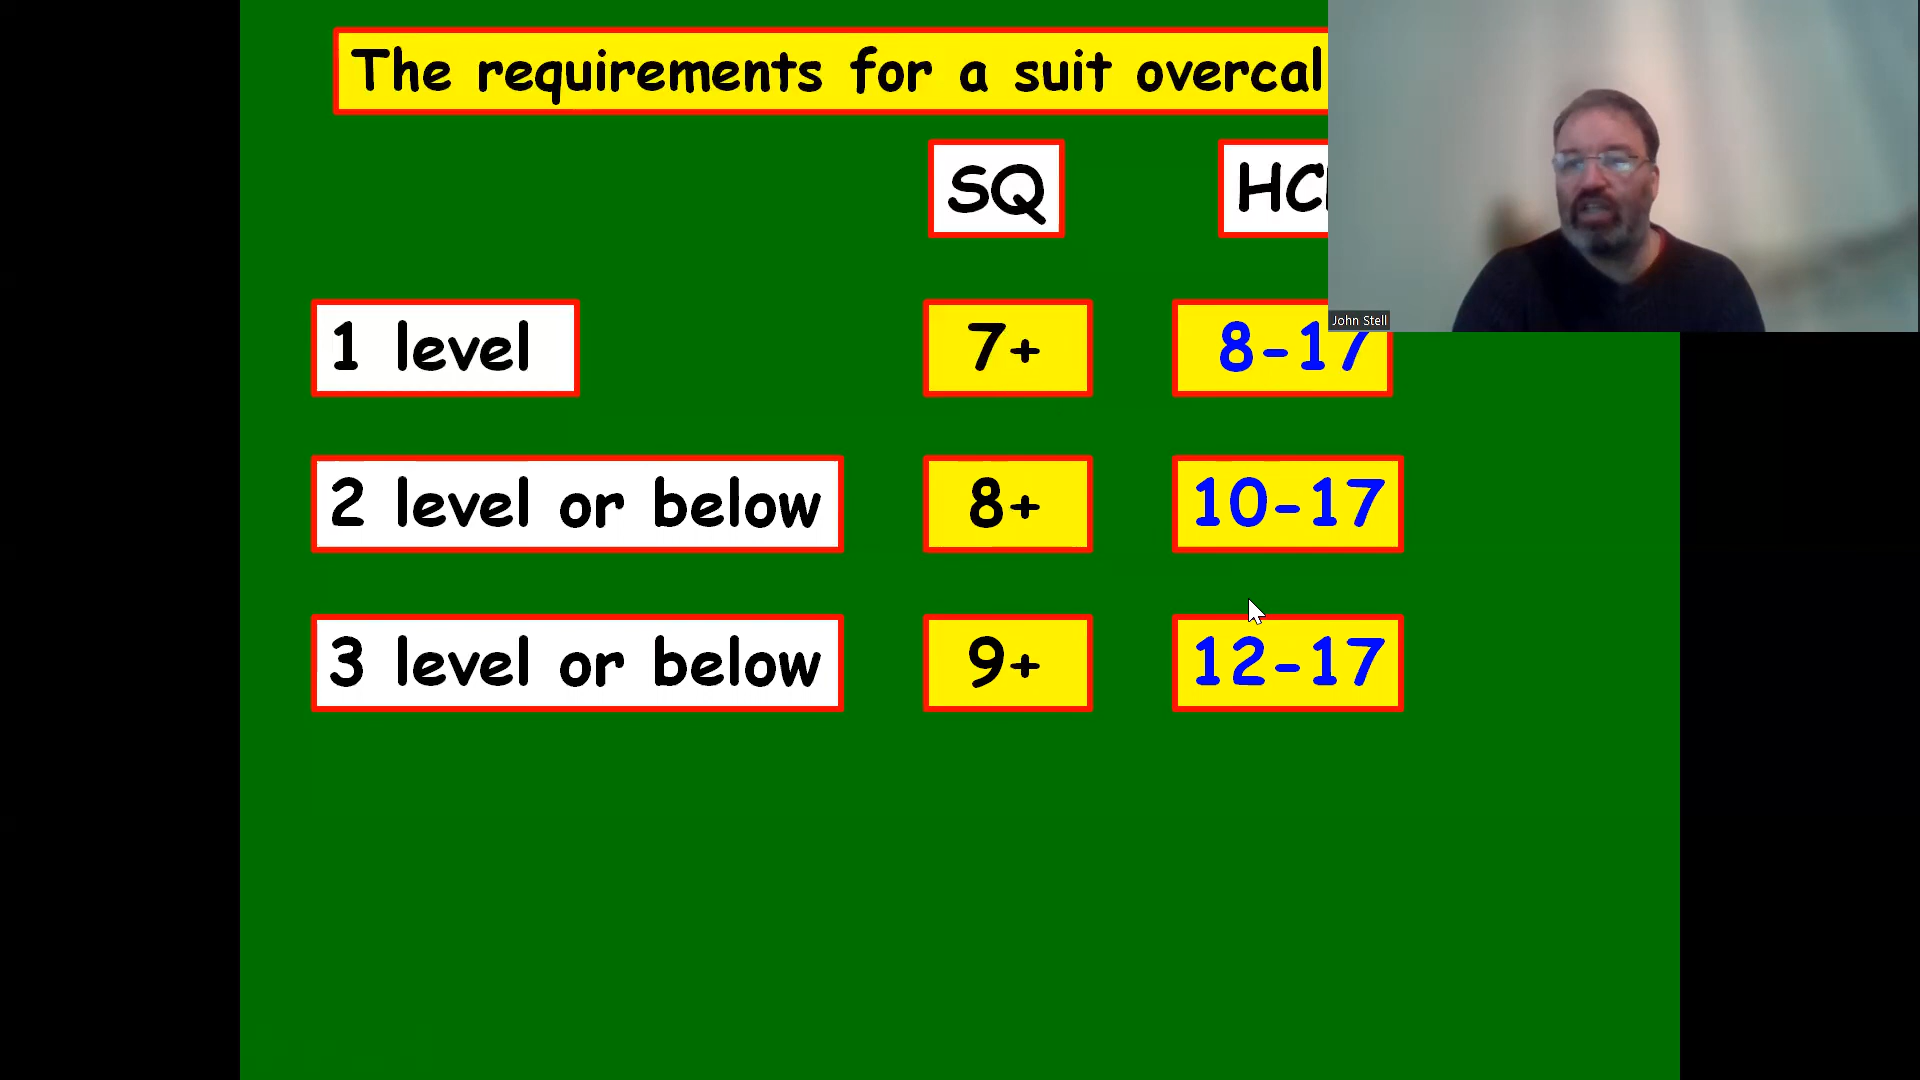 The requirements for a suit overcal
SQ HC
John Stell
1 level 7+ 8-17
2 level or below 8+ 10-17
3 level or below 9+ 12-17